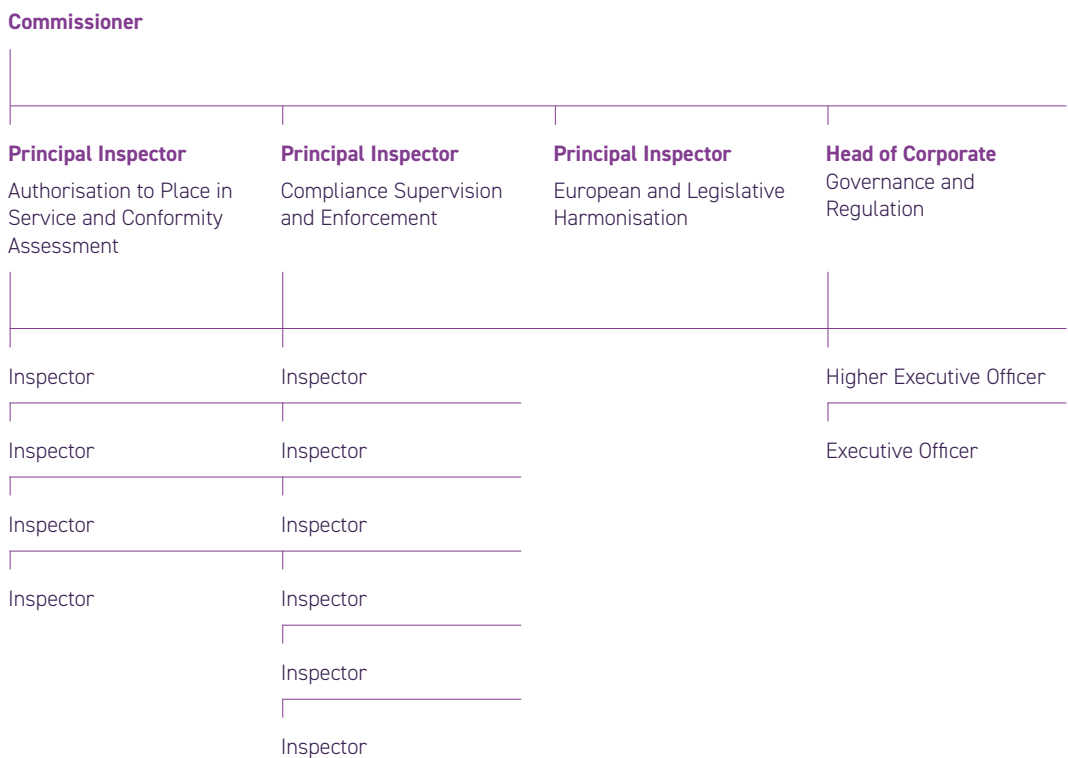 Commissioner
Principal Inspector
Authorisation to Place in
Service and Conformity
Assessment
Principal Inspector
Compliance Supervision
and Enforcement
Principal Inspector
European and Legislative
Harmonisation
Head of Corporate
Governance and
Regulation
Inspector
Inspector
Inspector
Inspector
Inspector
Inspector
Inspector
Inspector
Inspector
Inspector
Higher Executive Officer
Executive Officer